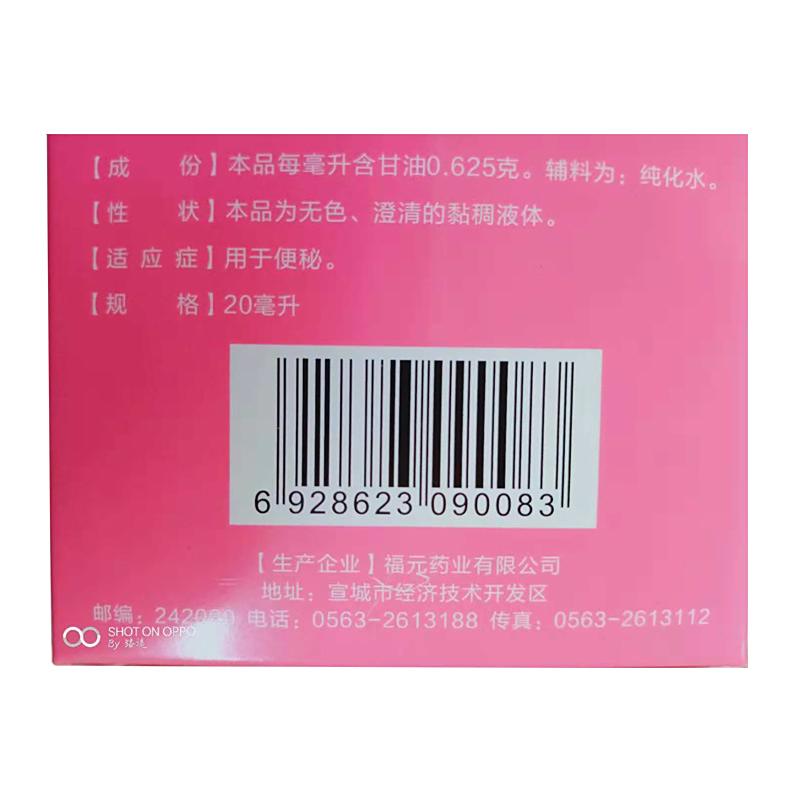 【成 份】本品每毫升含甘油0.625克。辅料为：纯化水。
【性 状】本品为无色、澄清的黏稠液体。
【适 应 症】用于便秘。
【规 格】20毫升
6 928623 090083
【生产企业】福元药业有限公司
地址：宣城市经济技术开发区
邮编：242000 电话：0563-2613188 传真：0563-2613112
SHOT ON OPPO
By